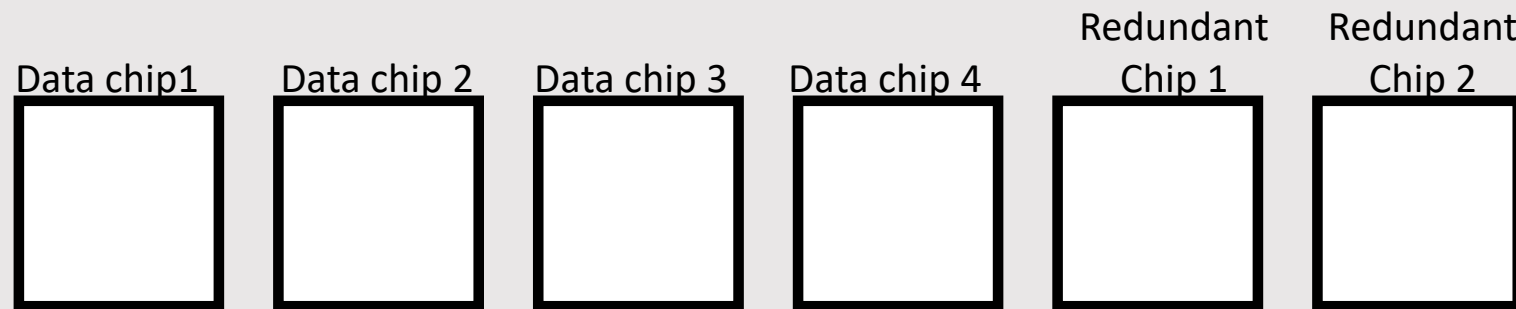 Redundant Redundant
Data chip1 Data chip 2 Data chip 3 Data chip 4 Chip 1 Chip 2